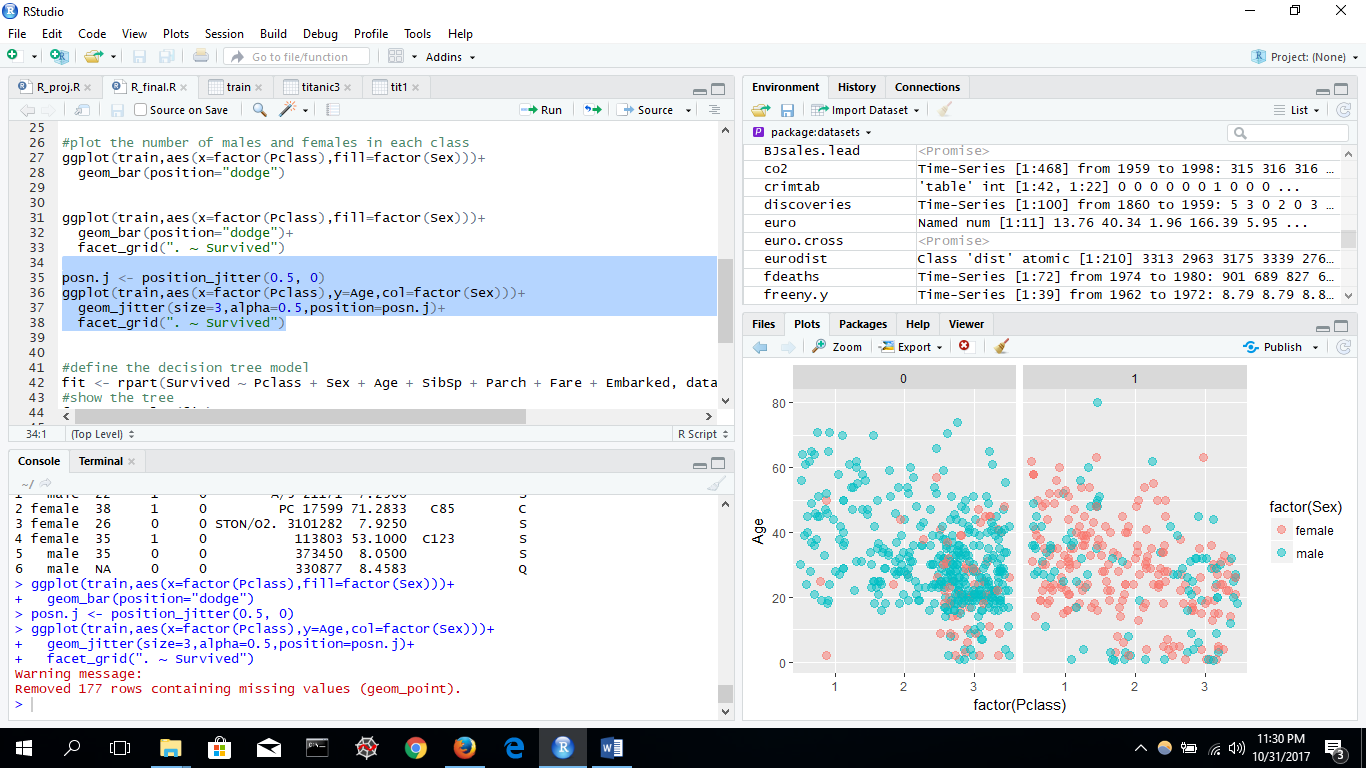 RStudio
File Edit Code View Plots Session Build Debug Profile Tools Help
Go to file/function Addins Project: (None)
R_proj.R R_final.R train titanic3 tit1
Source on Save Run Source
25
26 #plot the number of males and females in each class
27 ggplot(train,aes(x=factor(Pclass),fill=factor(Sex)))+
28 geom_bar(position="dodge")
29
30
31 ggplot(train,aes(x=factor(Pclass),fill=factor(Sex)))+
32 geom_bar(position="dodge")+
33 facet_grid(". ~ Survived")
34
35 posn.j <- position_jitter(0.5, 0)
36 ggplot(train,aes(x=factor(Pclass),y=Age,col=factor(Sex)))+
37 geom_jitter(size=3,alpha=0.5,position=posn.j)+
38 facet_grid(". ~ Survived")
39
40
41 #define the decision tree model
42 fit <- rpart(Survived ~ Pclass + Sex + Age + SibSp + Parch + Fare + Embarked, data
43 #show the tree
44
34:1 (Top Level) R Script
Console Terminal
~/
1 male 22 1 0 A/5 21171 7.2500 S
2 female 38 1 0 PC 17599 71.2833 C85 C
3 female 26 0 0 STON/O2. 3101282 7.9250 S
4 female 35 1 0 113803 53.1000 C123 S
5 male 35 0 0 373450 8.0500 S
6 male NA 0 0 330877 8.4583 Q
> ggplot(train,aes(x=factor(Pclass),fill=factor(Sex)))+
+ geom_bar(position="dodge")
> posn.j <- position_jitter(0.5, 0)
> ggplot(train,aes(x=factor(Pclass),y=Age,col=factor(Sex)))+
+ geom_jitter(size=3,alpha=0.5,position=posn.j)+
+ facet_grid(". ~ Survived")
Warning message:
Removed 177 rows containing missing values (geom_point).
>
Environment History Connections
Import Dataset List
package:datasets
BJsales.lead <Promise>
co2 Time-Series [1:468] from 1959 to 1998: 315 316 316 …
crimtab 'table' int [1:42, 1:22] 0 0 0 0 0 0 1 0 0 0 ...
discoveries Time-Series [1:100] from 1860 to 1959: 5 3 0 2 0 3 …
euro Named num [1:11] 13.76 40.34 1.96 166.39 5.95 ...
euro.cross <Promise>
eurodist Class 'dist' atomic [1:210] 3313 2963 3175 3339 276…
fdeaths Time-Series [1:72] from 1974 to 1980: 901 689 827 6…
freeny.y Time-Series [1:39] from 1962 to 1972: 8.79 8.79 8.8…
Files Plots Packages Help Viewer
Zoom Export Publish
0 1
80
60
40
20
0
Age
1 2 3 1 2 3
factor(Pclass)
factor(Sex)
female
male
11:30 PM
10/31/2017
3